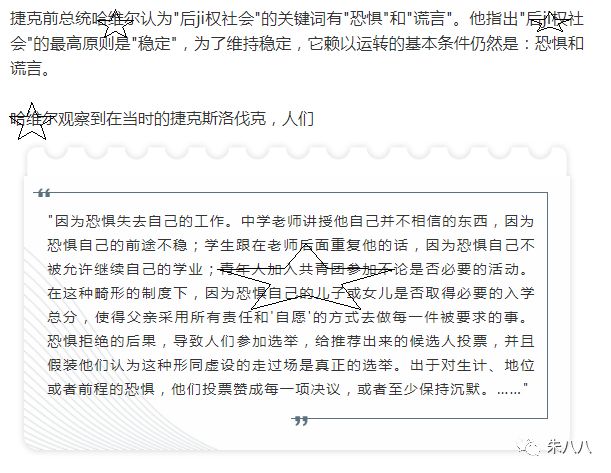 捷克前总统哈维尔认为"后ji权社会"的关键词有"恐惧"和"谎言"。他指出"后ji权社
会"的最高原则是"稳定"，为了维持稳定，它赖以运转的基本条件仍然是：恐惧和
谎言。
哈维尔观察到在当时的捷克斯洛伐克，人们
"因为恐惧失去自己的工作。中学老师讲授他自己并不相信的东西，因为
恐惧自己的前途不稳；学生跟在老师后面重复他的话，因为恐惧自己不
被允许继续自己的学业；青年人加入共青团参加不论是否必要的活动。
在这种畸形的制度下，因为恐惧自己的儿子或女儿是否取得必要的入学
总分，使得父亲采用所有责任和'自愿'的方式去做每一件被要求的事。
恐惧拒绝的后果，导致人们参加选举，给推荐出来的候选人投票，并且
假装他们认为这种形同虚设的走过场是真正的选举。出于对生计、地位
或者前程的恐惧，他们投票赞成每一项决议，或者至少保持沉默。……"
朱八八